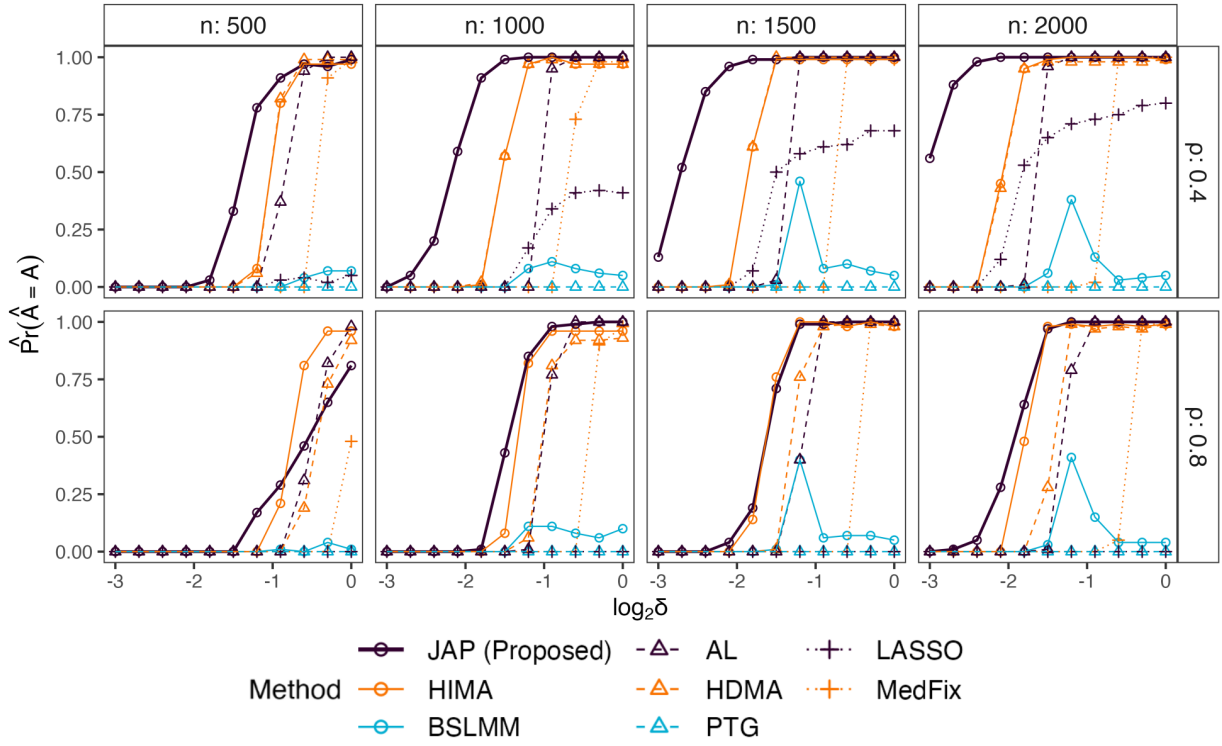 n: 500 n: 1000 n: 1500 n: 2000
1.00
0.75
0.50
0.25
0.00
ρ: 0.4
1.00
0.75
0.50
0.25
0.00
ρ: 0.8
P̂r(Â = A)
-3 -2 -1 0 -3 -2 -1 0 -3 -2 -1 0 -3 -2 -1 0
log₂δ
Method
JAP (Proposed) AL LASSO
HIMA HDMA MedFix
BSLMM PTG